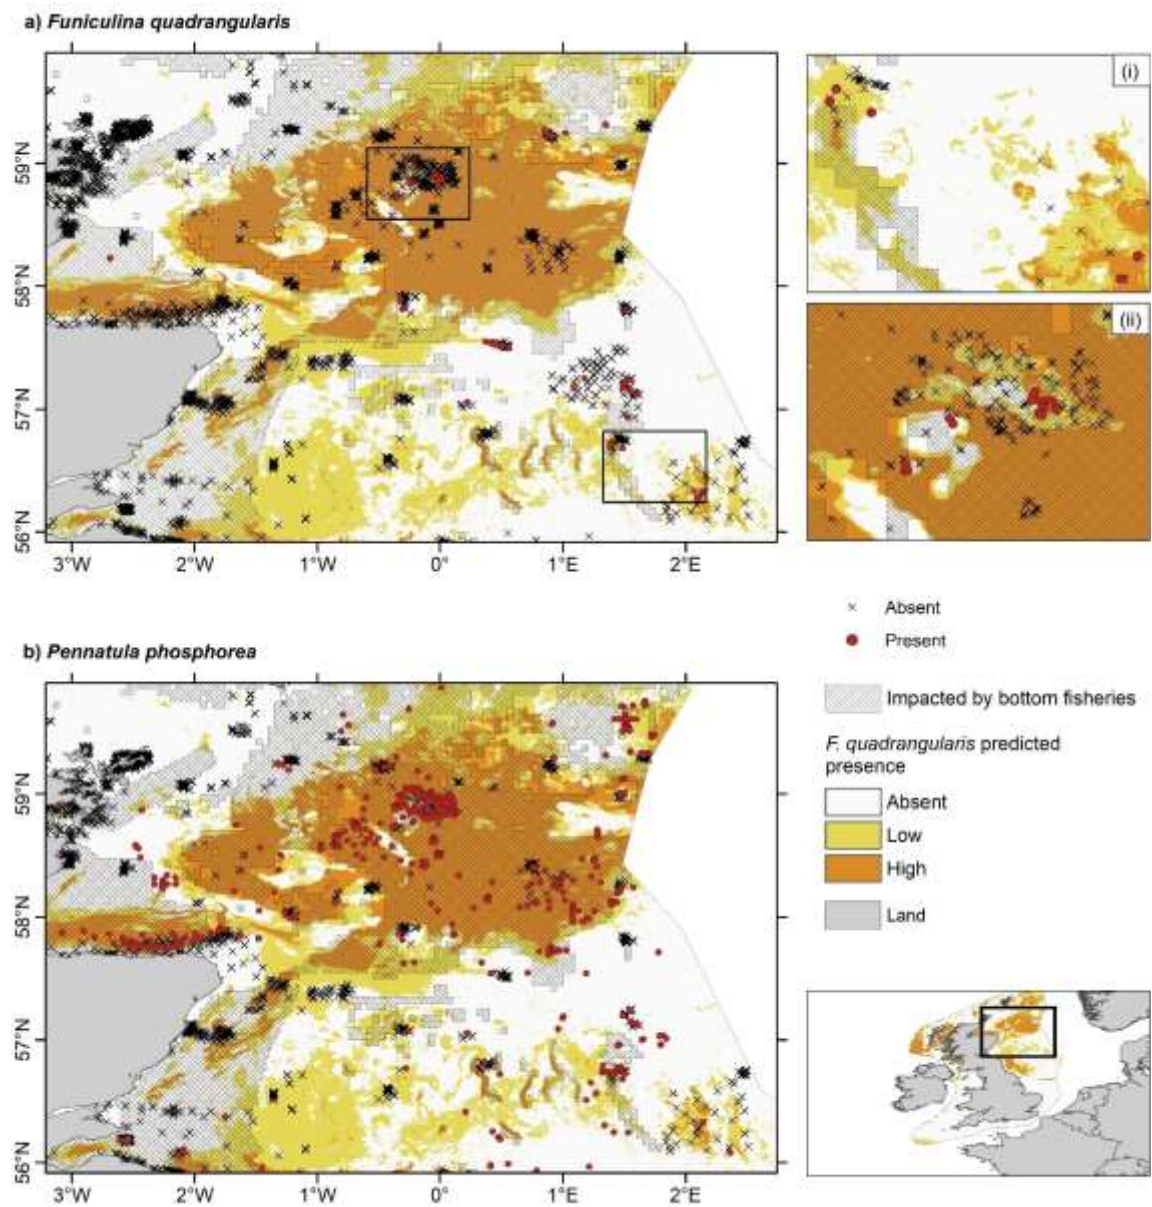 a) Funiculina quadrangularis
(i)
59°N
58°N
57°N
56°N
(ii)
3°W
2°W
1°W
0°
1°E
2°E
Absent
Present
b) Pennatula phosphorea
Impacted by bottom fisheries
F. quadrangularis predicted
presence
Absent
Low
High
Land
59°N
58°N
57°N
56°N
3°W
2°W
1°W
0°
1°E
2°E